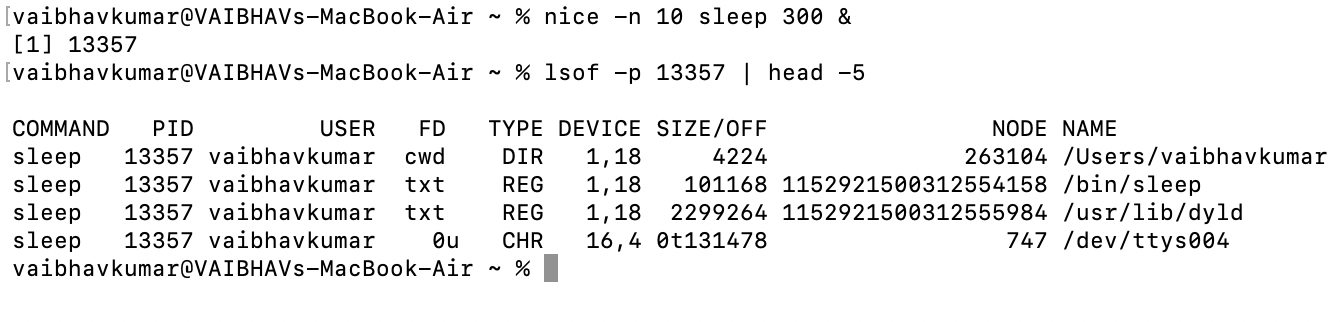 [vaibhavkumar@VAIBHAVs-MacBook-Air ~ % nice -n 10 sleep 300 &
[1] 13357
[vaibhavkumar@VAIBHAVs-MacBook-Air ~ % lsof -p 13357 | head -5
COMMAND   PID         USER   FD   TYPE DEVICE SIZE/OFF                NODE NAME
sleep   13357 vaibhavkumar  cwd    DIR   1,18     4224              263104 /Users/vaibhavkumar
sleep   13357 vaibhavkumar  txt    REG   1,18   101168 1152921500312554158 /bin/sleep
sleep   13357 vaibhavkumar  txt    REG   1,18  2299264 1152921500312555984 /usr/lib/dyld
sleep   13357 vaibhavkumar    0u   CHR   16,4 0t131478                 747 /dev/ttys004
vaibhavkumar@VAIBHAVs-MacBook-Air ~ %